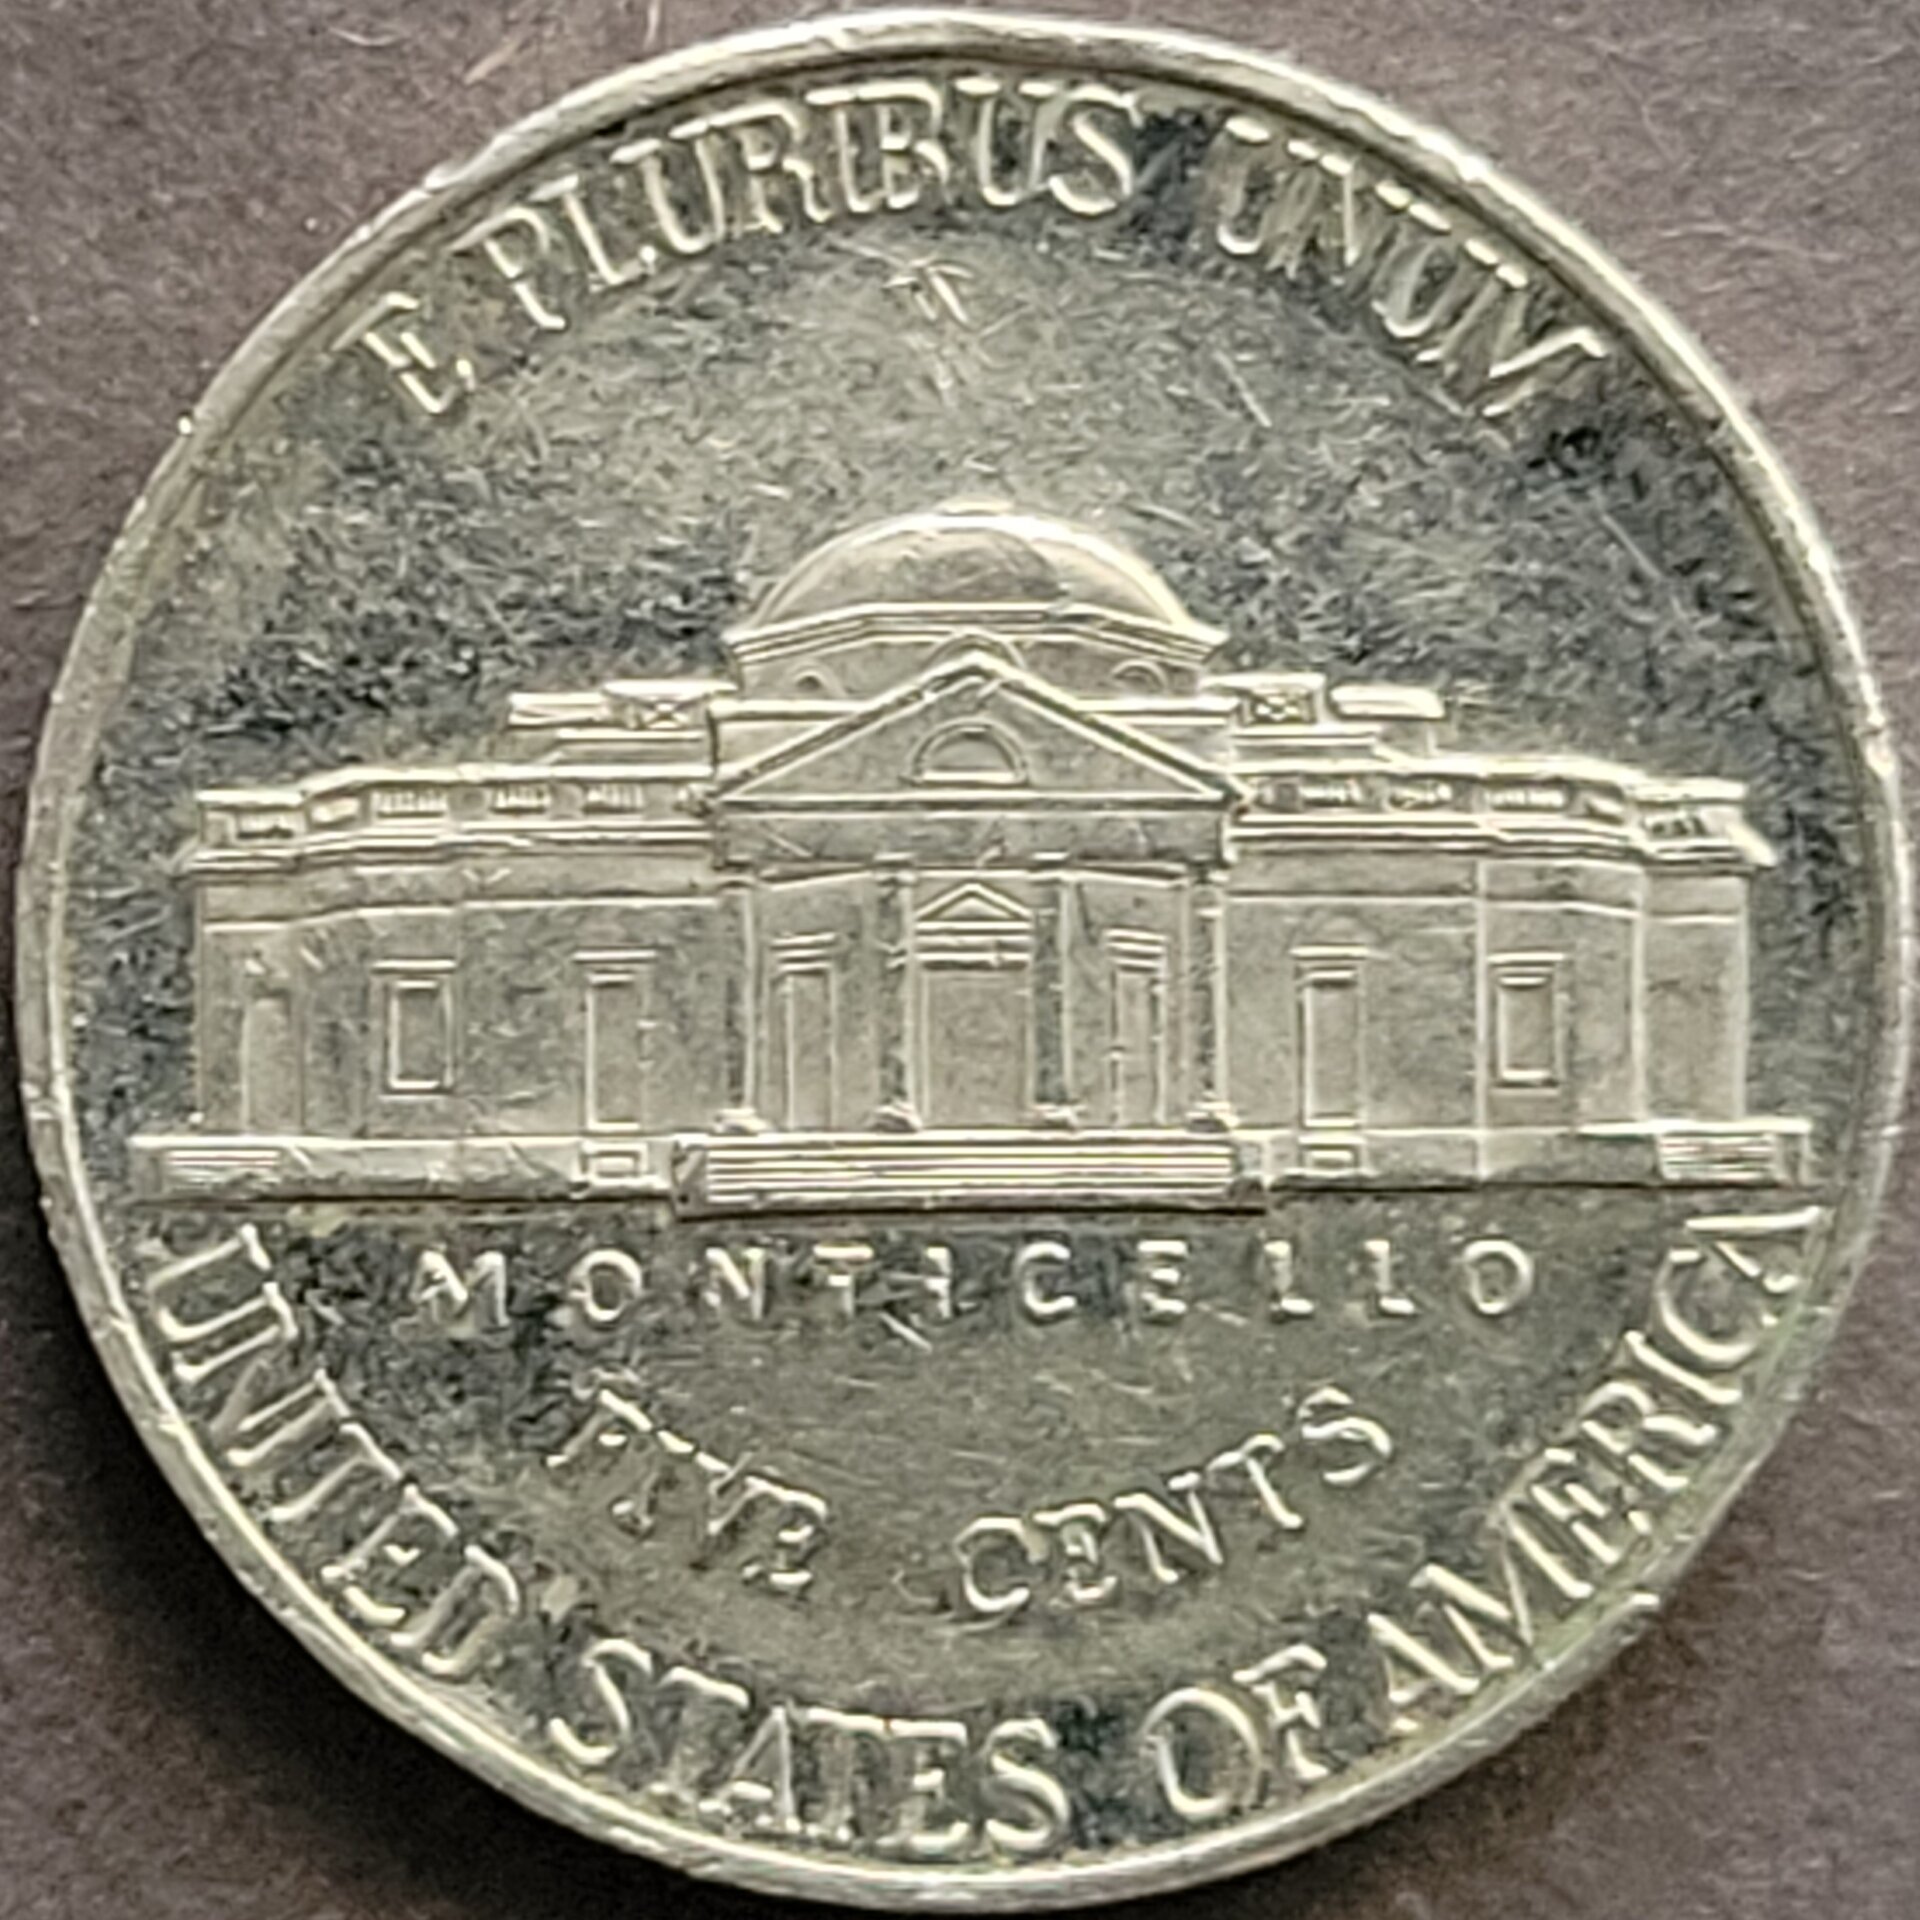 E PLURIBUS UNUM
MONTICELLO
FIVE CENTS
UNITED STATES OF AMERICA